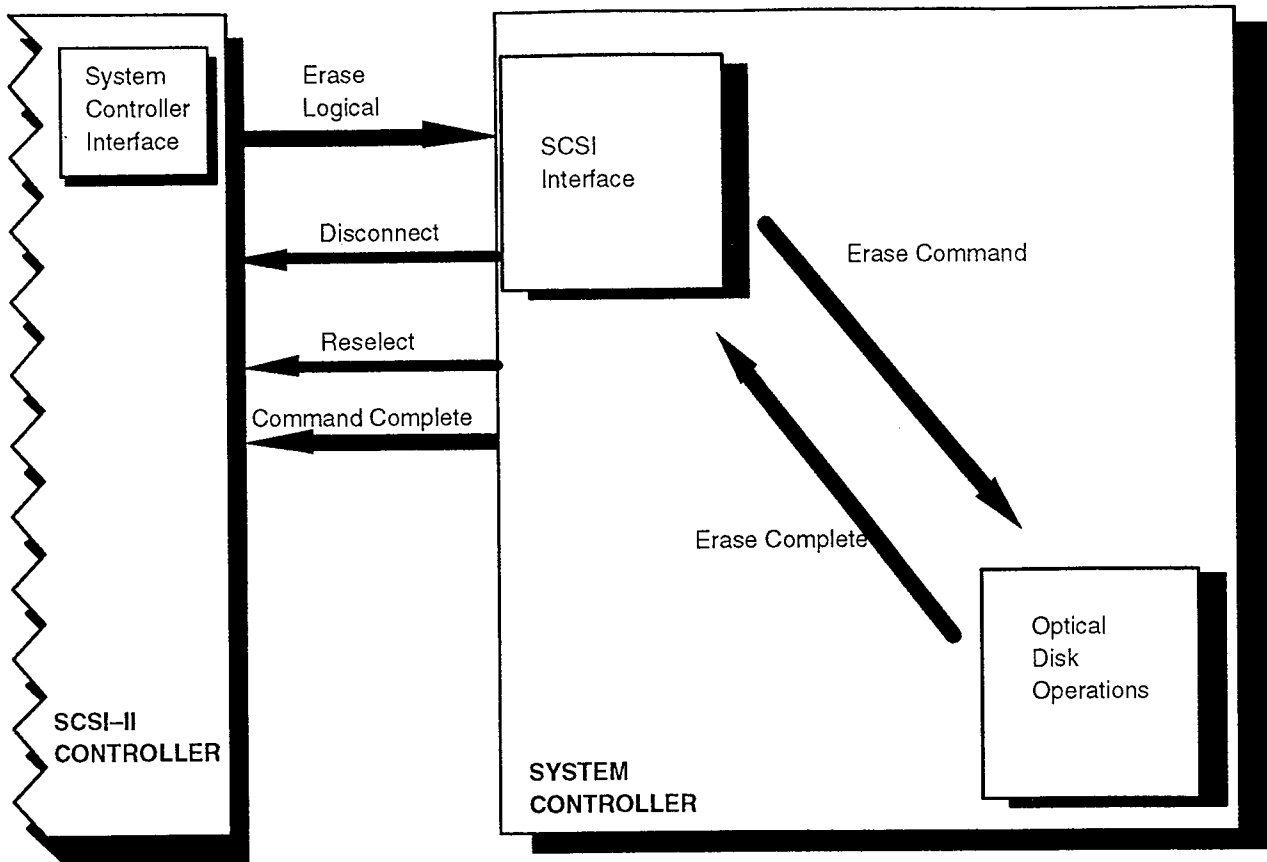 System
Controller
Interface
Erase
Logical
SCSI
Interface
Disconnect
Erase Command
Reselect
Command Complete
Erase Complete
Optical
Disk
Operations
SCSI–II
CONTROLLER
SYSTEM
CONTROLLER